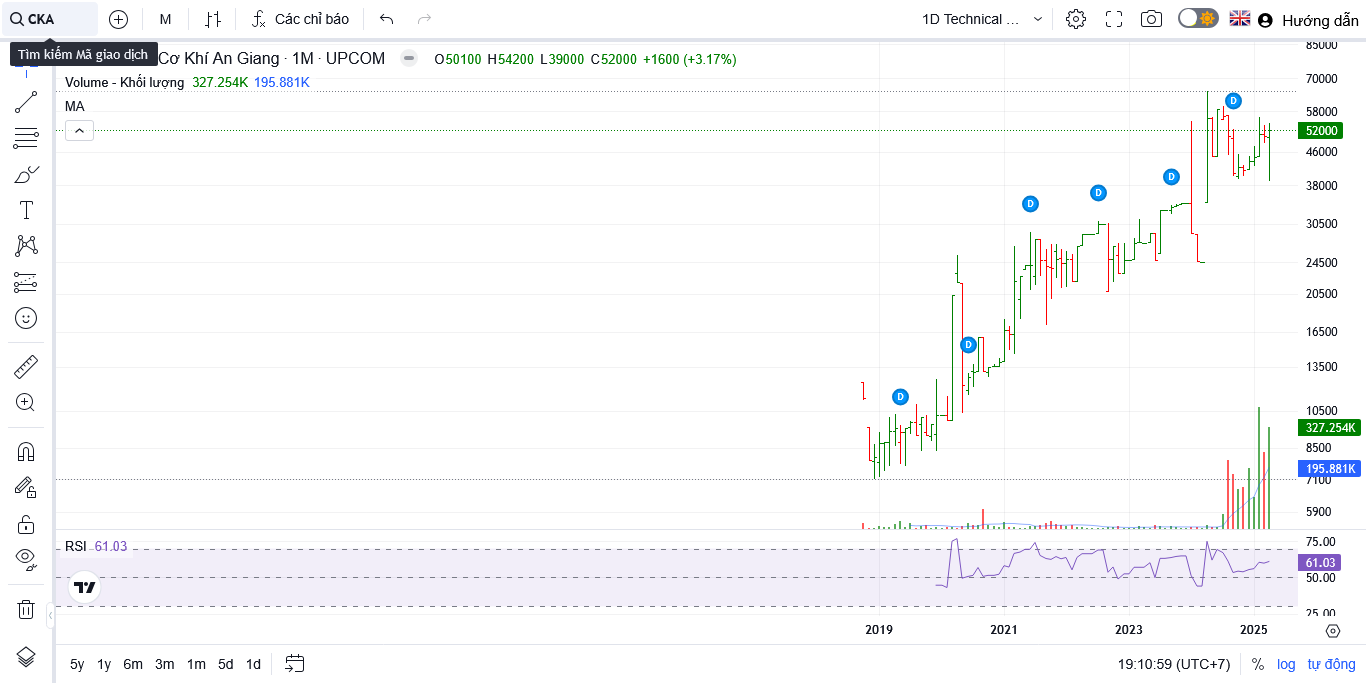 CKA
M
Các chỉ báo
1D Technical ...
Hướng dẫn
Tìm kiếm Mã giao dịch
Cơ Khí An Giang · 1M · UPCOM
O50100 H54200 L39000 C52000 +1600 (+3.17%)
Volume - Khối lượng 327.254K 195.881K
MA
85000
70000
58000
52000
46000
38000
30500
24500
20500
16500
13500
10500
327.254K
8500
195.881K
7100
5900
D
D
D
D
D
D
RSI 61.03
75.00
61.03
50.00
25.00
2019 2021 2023 2025
5y 1y 6m 3m 1m 5d 1d
19:10:59 (UTC+7) % log tự động